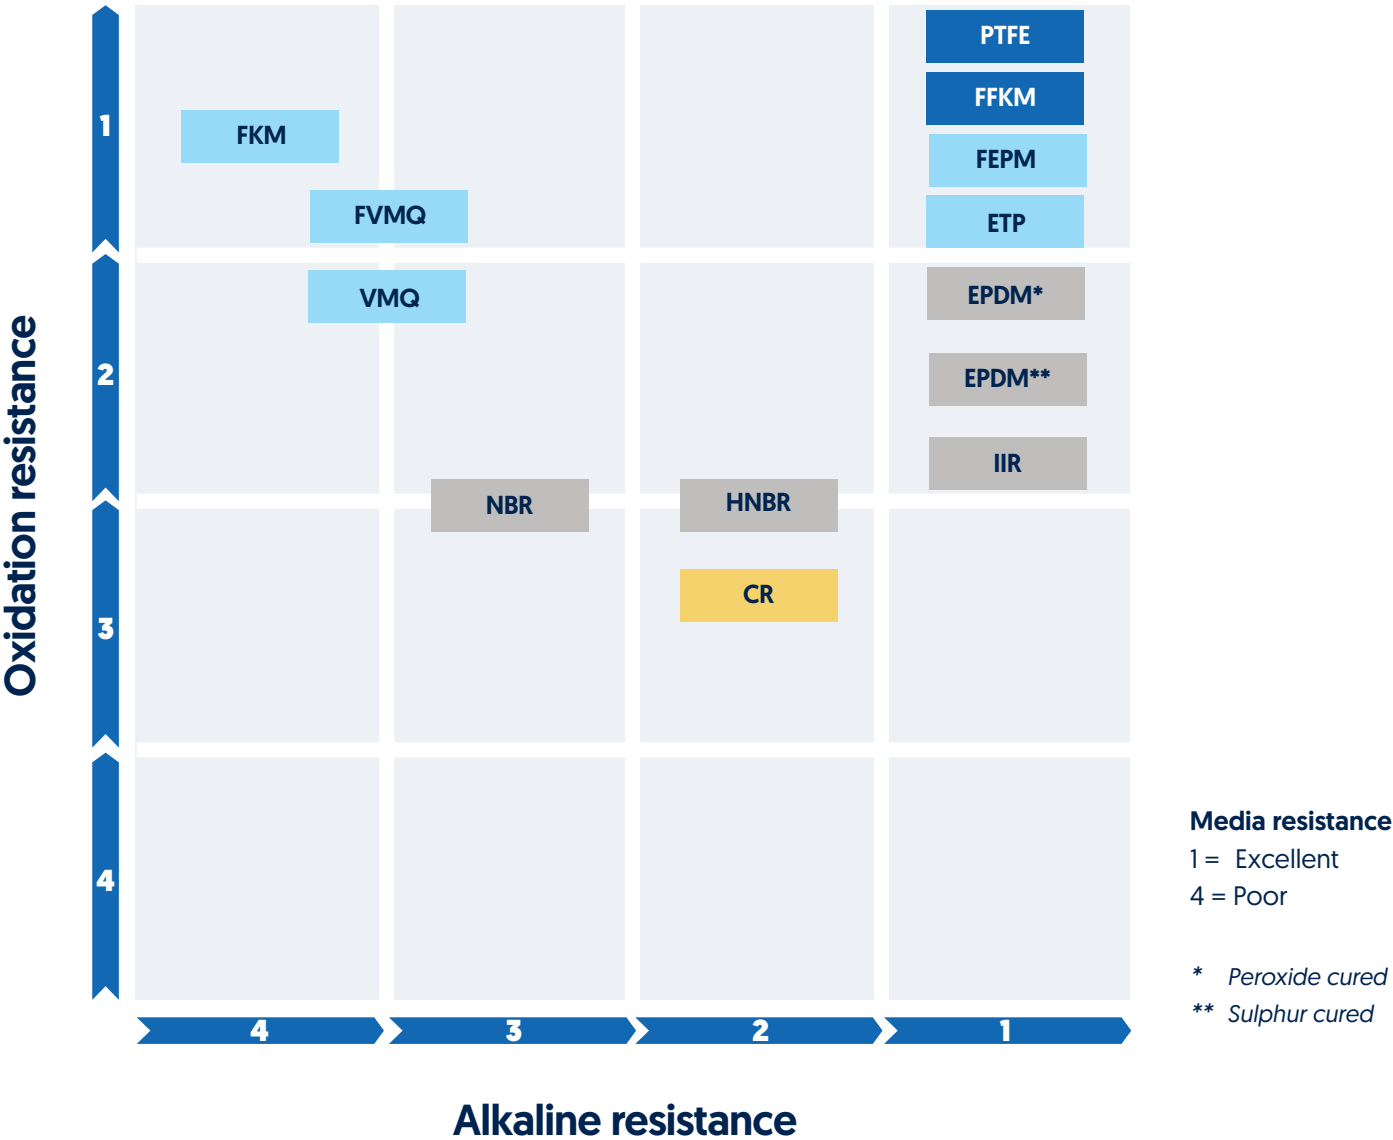 Oxidation resistance
1
2
3
4
PTFE
FFKM
FKM
FEPM
FVMQ
ETP
VMQ
EPDM*
EPDM**
IIR
NBR
HNBR
CR
4
3
2
1
Alkaline resistance
Media resistance
1 = Excellent
4 = Poor
* Peroxide cured
** Sulphur cured